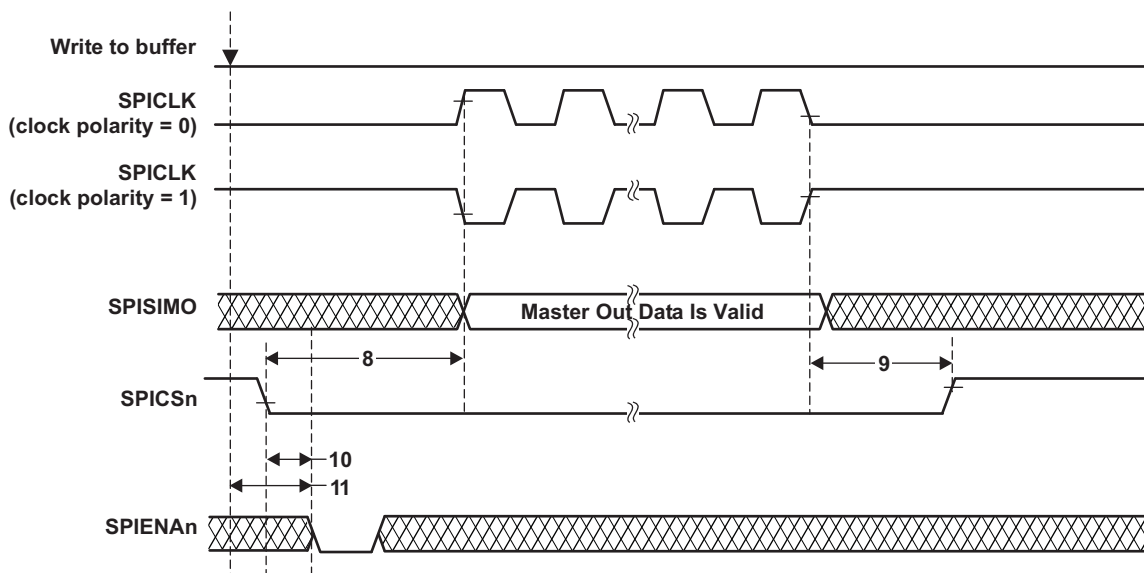 Write to buffer
SPICLK
(clock polarity = 0)
SPICLK
(clock polarity = 1)
SPISIMO
Master Out Data Is Valid
8
9
SPICSn
10
11
SPIENAn